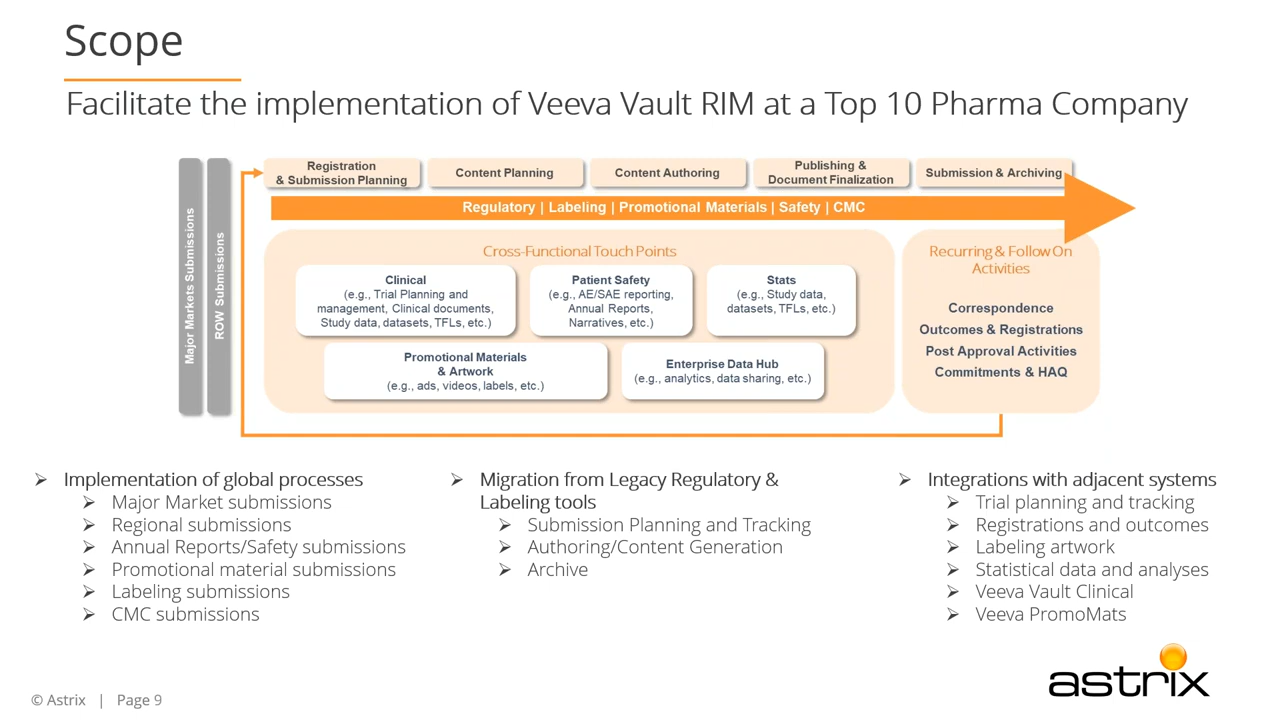 Scope
Facilitate the implementation of Veeva Vault RIM at a Top 10 Pharma Company
Major Markets Submissions
ROW Submissions
Registration
& Submission Planning
Content Planning
Content Authoring
Publishing &
Document Finalization
Submission & Archiving
Regulatory | Labeling | Promotional Materials | Safety | CMC
Cross-Functional Touch Points
Clinical
(e.g., Trial Planning and
management, Clinical documents,
Study data, datasets, TFLs, etc.)
Patient Safety
(e.g., AE/SAE reporting,
Annual Reports,
Narratives, etc.)
Stats
(e.g., Study data,
datasets, TFLs, etc.)
Promotional Materials
& Artwork
(e.g., ads, videos, labels, etc.)
Enterprise Data Hub
(e.g., analytics, data sharing, etc.)
Recurring & Follow On
Activities
Correspondence
Outcomes & Registrations
Post Approval Activities
Commitments & HAQ
➢ Implementation of global processes
➢ Major Market submissions
➢ Regional submissions
➢ Annual Reports/Safety submissions
➢ Promotional material submissions
➢ Labeling submissions
➢ CMC submissions
➢ Migration from Legacy Regulatory &
Labeling tools
➢ Submission Planning and Tracking
➢ Authoring/Content Generation
➢ Archive
➢ Integrations with adjacent systems
➢ Trial planning and tracking
➢ Registrations and outcomes
➢ Labeling artwork
➢ Statistical data and analyses
➢ Veeva Vault Clinical
➢ Veeva PromoMats
© Astrix | Page 9
astrix